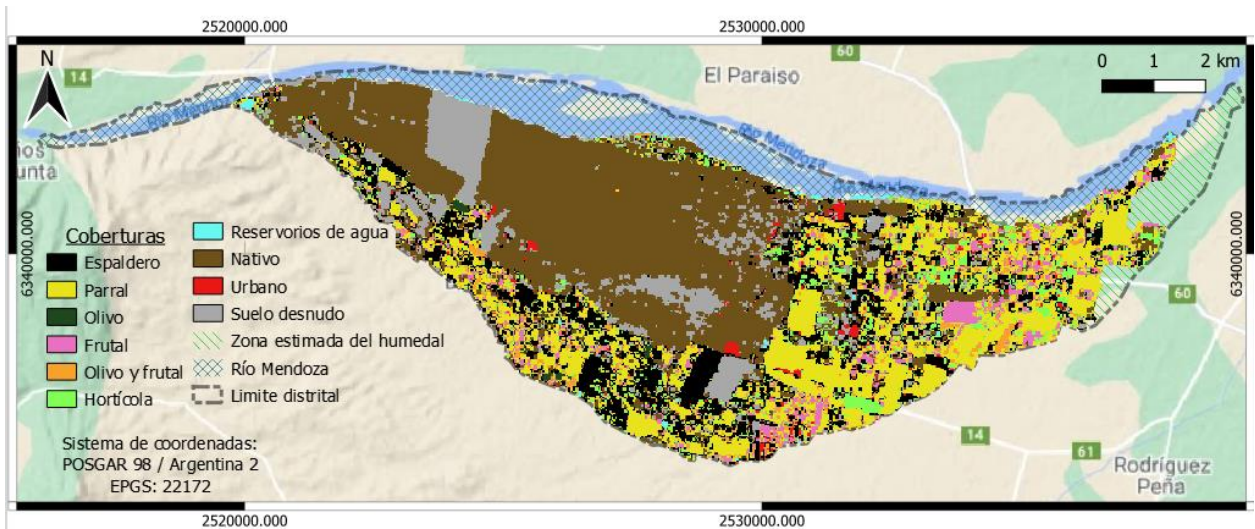 2520000.000
2530000.000
N
14
60
El Paraiso
0 1 2 km
Río Mendoza
Río Mendoza
unta
6340000.000
6340000.000
Coberturas
Espaldero
Parral
Olivo
Frutal
Olivo y frutal
Hortícola
Reservorios de agua
Nativo
Urbano
Suelo desnudo
Zona estimada del humedal
Río Mendoza
Limite distrital
60
14
61
Rodríguez
Peña
Sistema de coordenadas:
POSGAR 98 / Argentina 2
EPGS: 22172
2520000.000
2530000.000